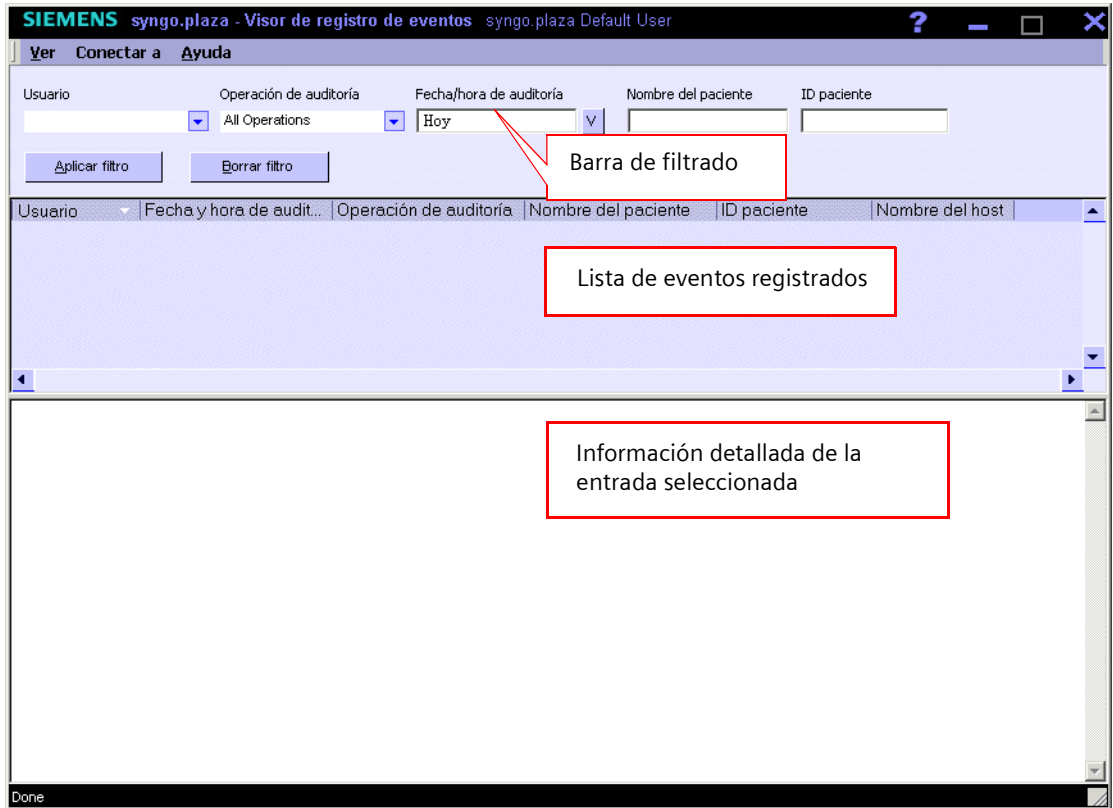 SIEMENS syngo.plaza - Visor de registro de eventos syngo.plaza Default User ?
Ver Conectar a Ayuda
Usuario Operación de auditoría Fecha/hora de auditoría Nombre del paciente ID paciente
All Operations Hoy V
Barra de filtrado
Aplicar filtro Borrar filtro
Usuario Fecha y hora de audit... Operación de auditoría Nombre del paciente ID paciente Nombre del host
Lista de eventos registrados
Información detallada de la
entrada seleccionada
Done